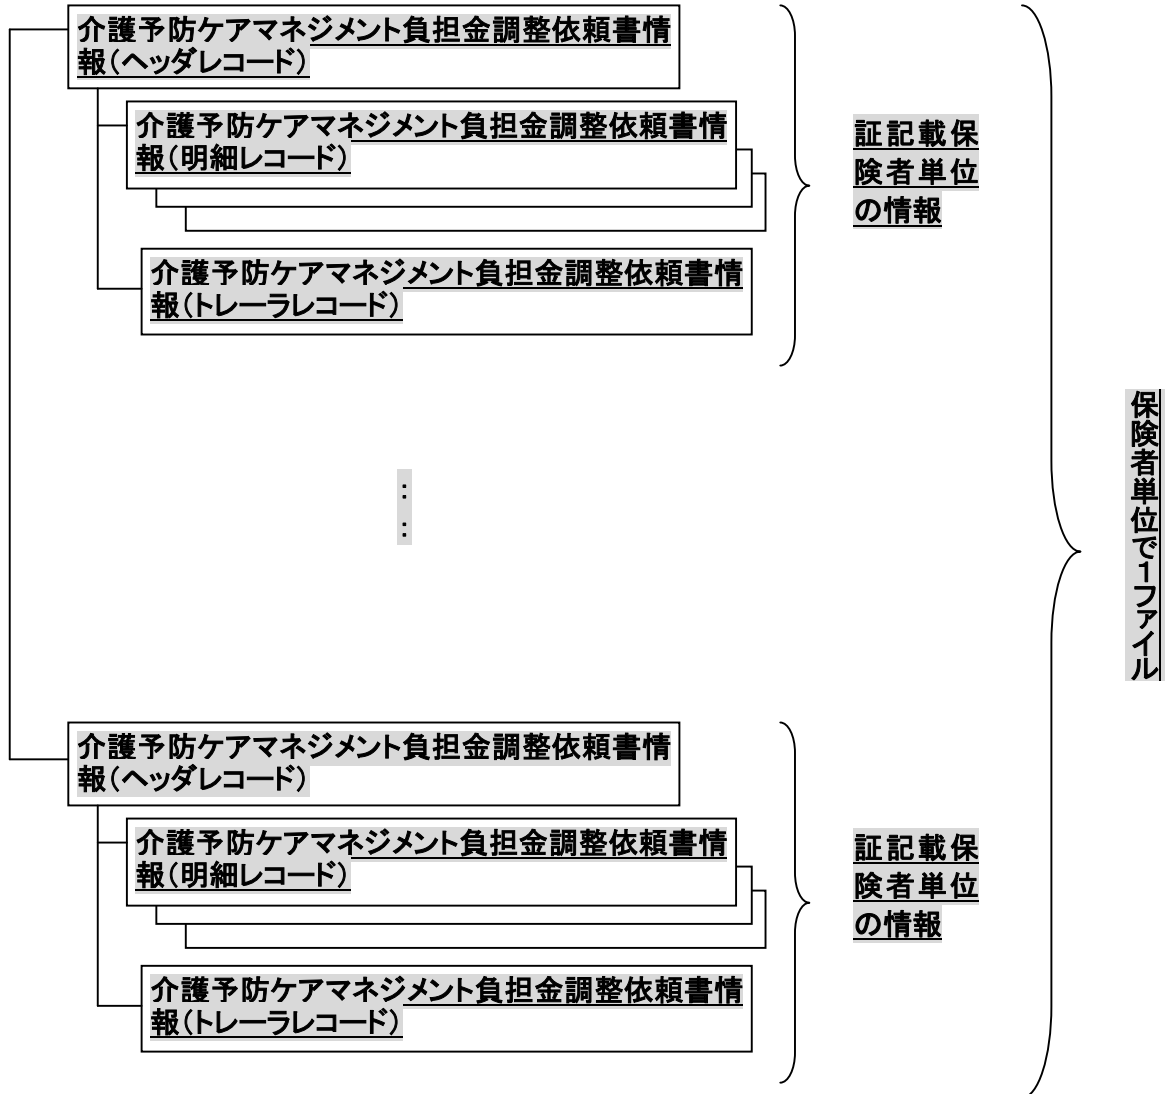 介護予防ケアマネジメント負担金調整依頼書情
報（ヘッダレコード）
介護予防ケアマネジメント負担金調整依頼書情
報（明細レコード）
介護予防ケアマネジメント負担金調整依頼書情
報（トレーラレコード）
証記載保
険者単位
の情報
：
：
保険者単位で１ファイル
介護予防ケアマネジメント負担金調整依頼書情
報（ヘッダレコード）
介護予防ケアマネジメント負担金調整依頼書情
報（明細レコード）
介護予防ケアマネジメント負担金調整依頼書情
報（トレーラレコード）
証記載保
険者単位
の情報